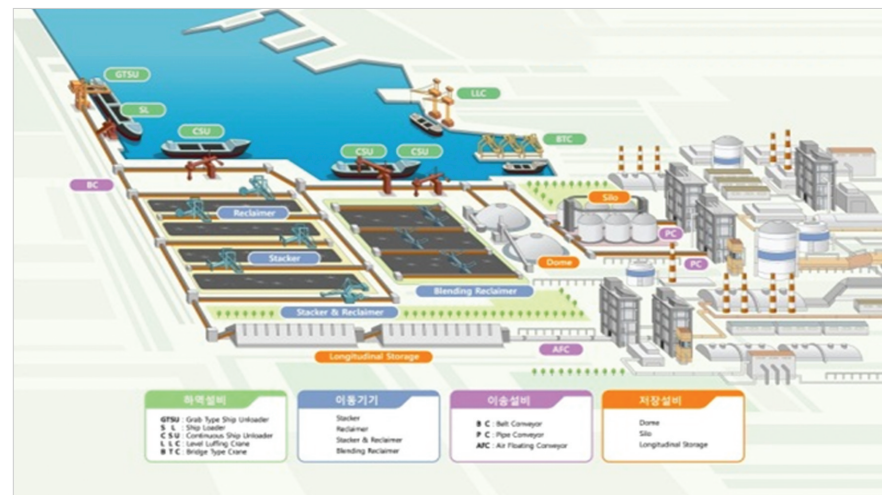 GTSU
SL
CSU
LLC
BTC
CSU
CSU
BC
Reclaimer
Silo
PC
Stacker
Dome
PC
Blending Reclaimer
Stacker & Reclaimer
AFC
Longitudinal Storage
하역설비
GTSU : Grab Type Ship Unloader
S L : Ship Loader
C S U : Continuous Ship Unloader
L L C : Level Luffing Crane
B T C : Bridge Type Crane
이동기기
Stacker
Reclaimer
Stacker & Reclaimer
Blending Reclaimer
이송설비
B C : Belt Conveyor
P C : Pipe Conveyor
AFC : Air Floating Conveyor
저장설비
Dome
Silo
Longitudinal Storage